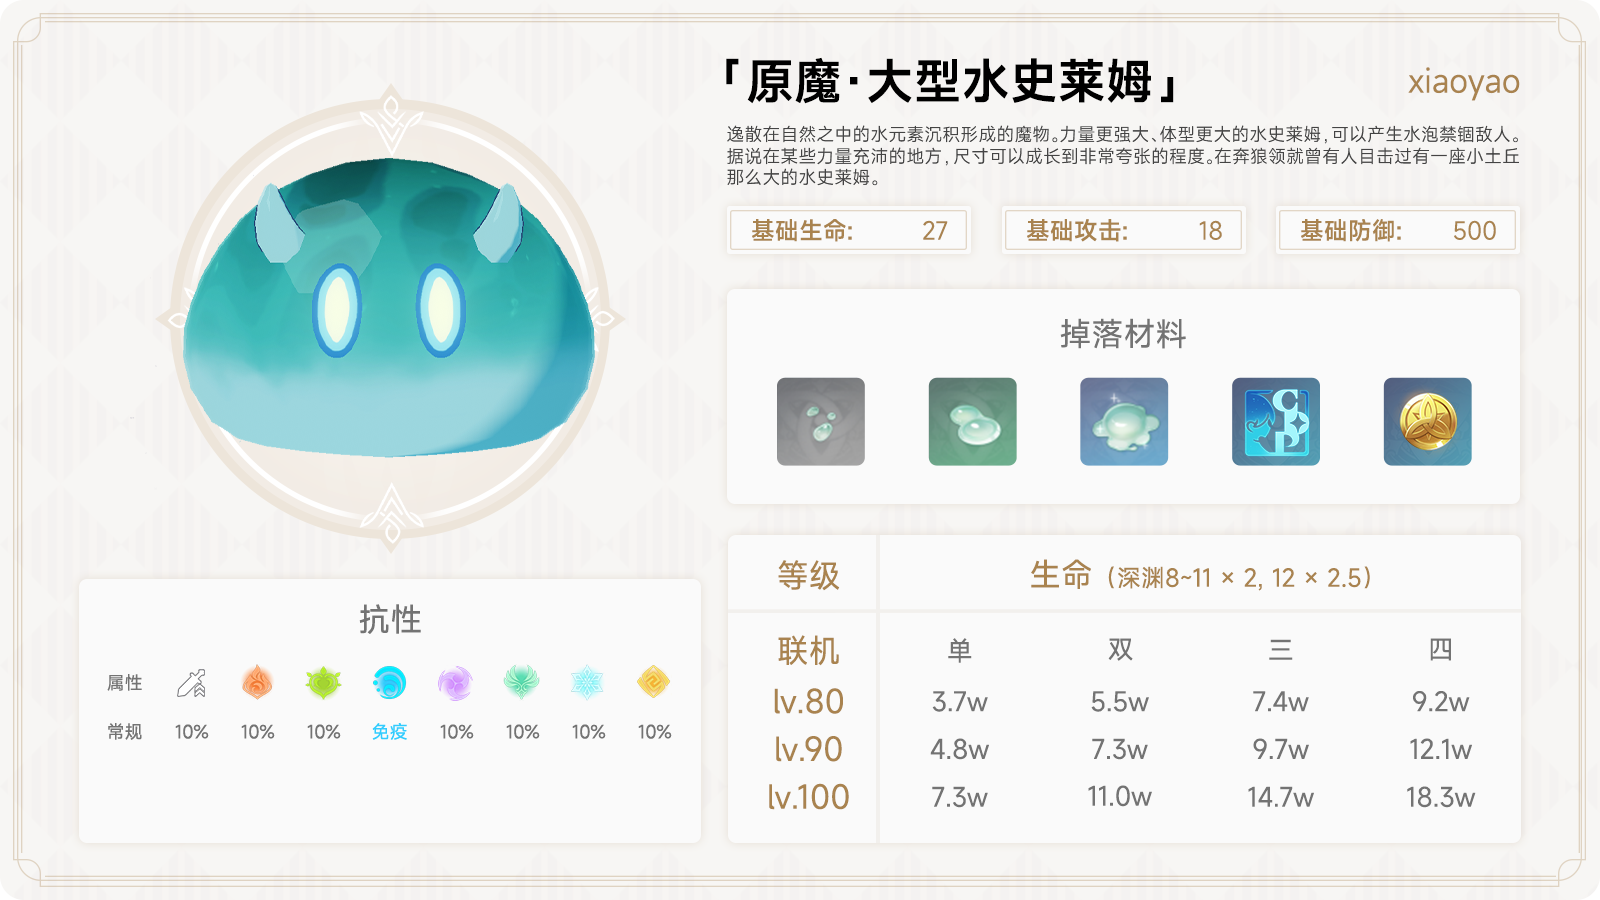 「原魔·大型水史莱姆」
xiaoyao
逸散在自然之中的水元素沉积形成的魔物。力量更强大、体型更大的水史莱姆,可以产生水泡禁锢敌人。
据说在某些力量充沛的地方,尺寸可以成长到非常夸张的程度。在奔狼领就曾有人目击过有一座小土丘
那么大的水史莱姆。
基础生命: 27
基础攻击: 18
基础防御: 500
掉落材料
抗性
属性
常规 10% 10% 10% 免疫 10% 10% 10% 10%
等级 生命(深渊8~11 × 2, 12 × 2.5)
联机 单 双 三 四
lv.80 3.7w 5.5w 7.4w 9.2w
lv.90 4.8w 7.3w 9.7w 12.1w
lv.100 7.3w 11.0w 14.7w 18.3w